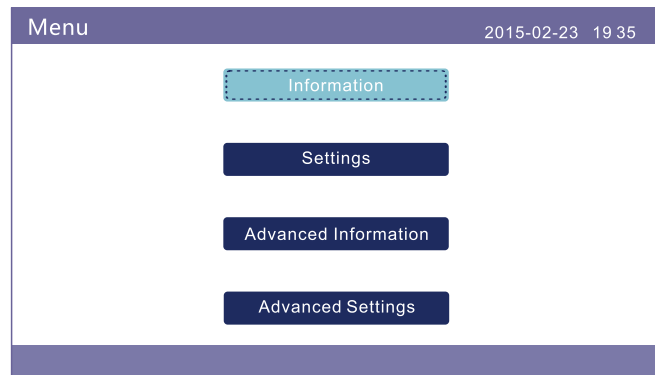 Menu
2015-02-23 19 35
Information
Settings
Advanced Information
Advanced Settings